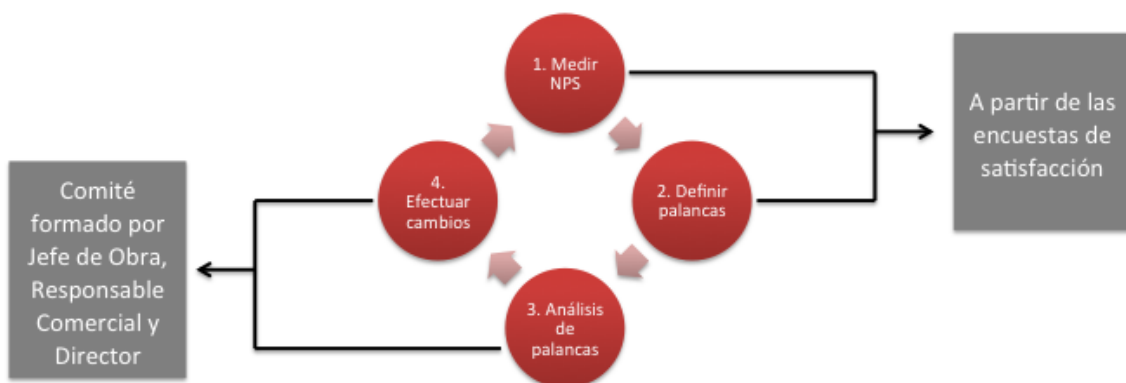 1. Medir
NPS
2. Definir
palancas
3. Análisis
de
palancas
4.
Efectuar
cambios
A partir de las
encuestas de
satisfacción
Comité
formado por
Jefe de Obra,
Responsable
Comercial y
Director